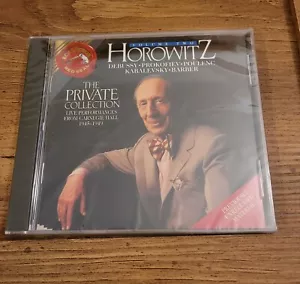 VOLUME TWO
HOROWITZ
DEBUSSY·PROKOFIEV·POULENC
KABALEVSKY·BARBER
THE
PRIVATE
COLLECTION
LIVE PERFORMANCES
FROM CARNEGIE HALL
1945-1949